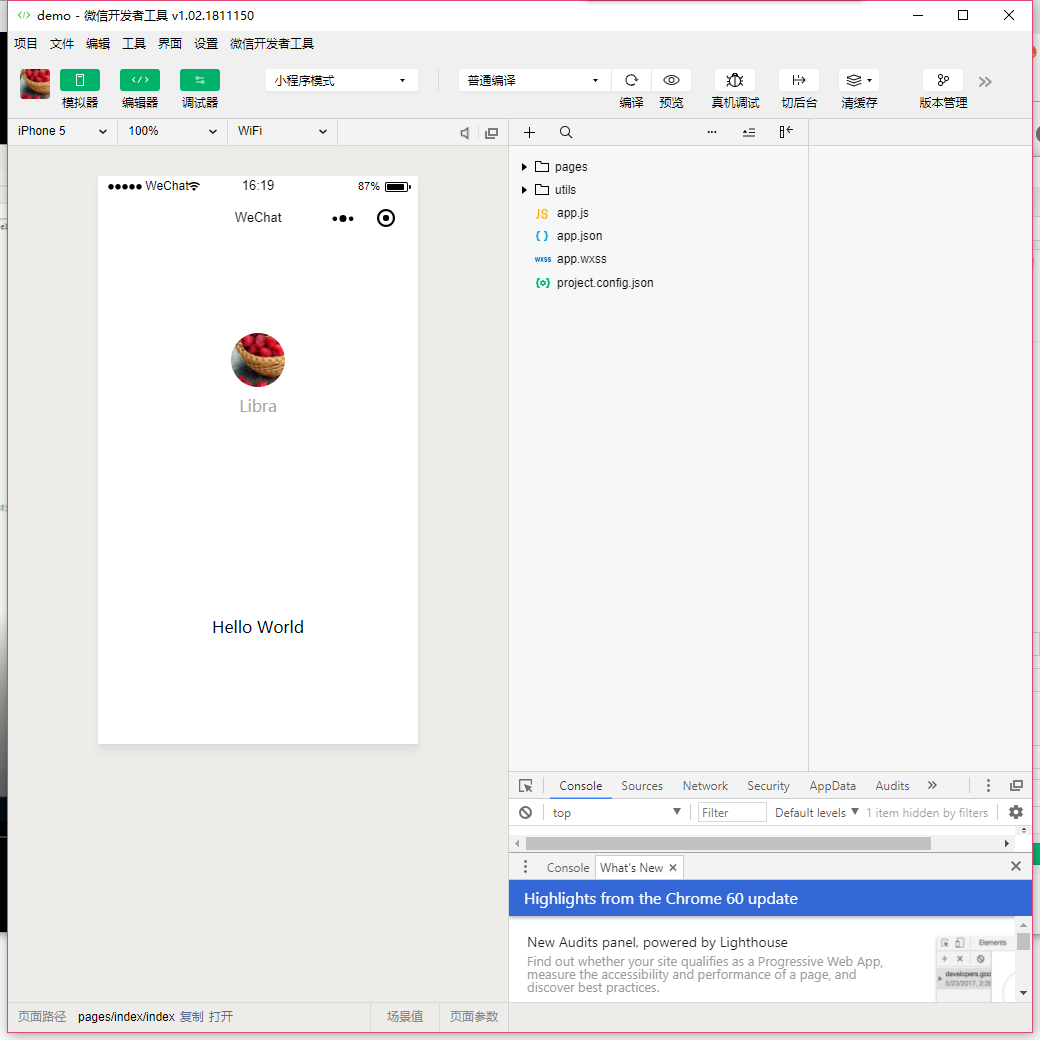 demo - 微信开发者工具 v1.02.1811150
项目 文件 编辑 工具 界面 设置 微信开发者工具
小程序模式 普通编译
模拟器 编辑器 调试器 编译 预览 真机调试 切后台 清缓存 版本管理
iPhone 5 100% WiFi
WeChat 16:19 87%
WeChat
Libra
Hello World
pages
utils
JS app.js
{ } app.json
wxss app.wxss
{o} project.config.json
Console Sources Network Security AppData Audits
top Filter Default levels 1 item hidden by filters
Console What's New
Highlights from the Chrome 60 update
New Audits panel, powered by Lighthouse
Find out whether your site qualifies as a Progressive Web App,
measure the accessibility and performance of a page, and
discover best practices.
Elements
developers.goo
5/23/2017, 2:3
页面路径 pages/index/index 复制 打开 场景值 页面参数